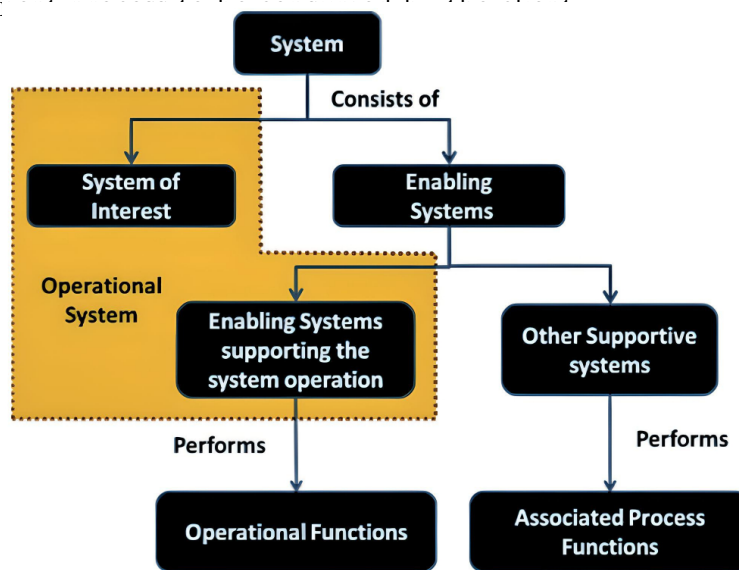 System
Consists of
System of
Interest
Enabling
Systems
Operational
System
Enabling Systems
supporting the
system operation
Other Supportive
systems
Performs
Performs
Operational Functions
Associated Process
Functions